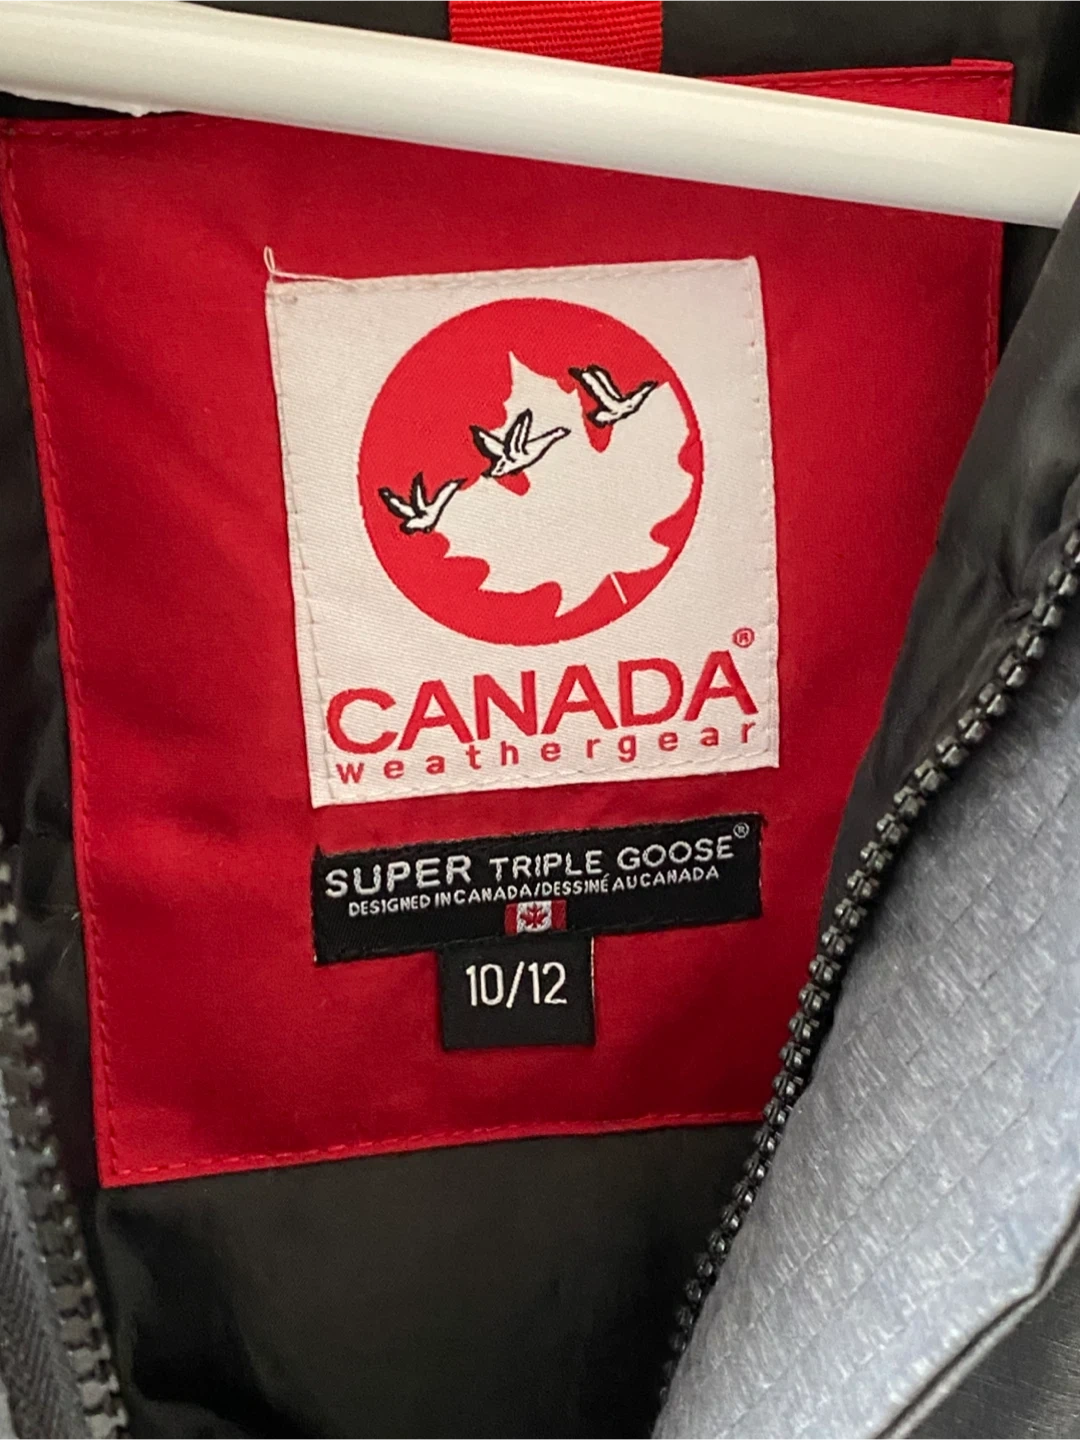 CANADA®
weathergear
SUPER TRIPLE GOOSE®
DESIGNED IN CANADA/DESSINÉ AU CANADA
10/12